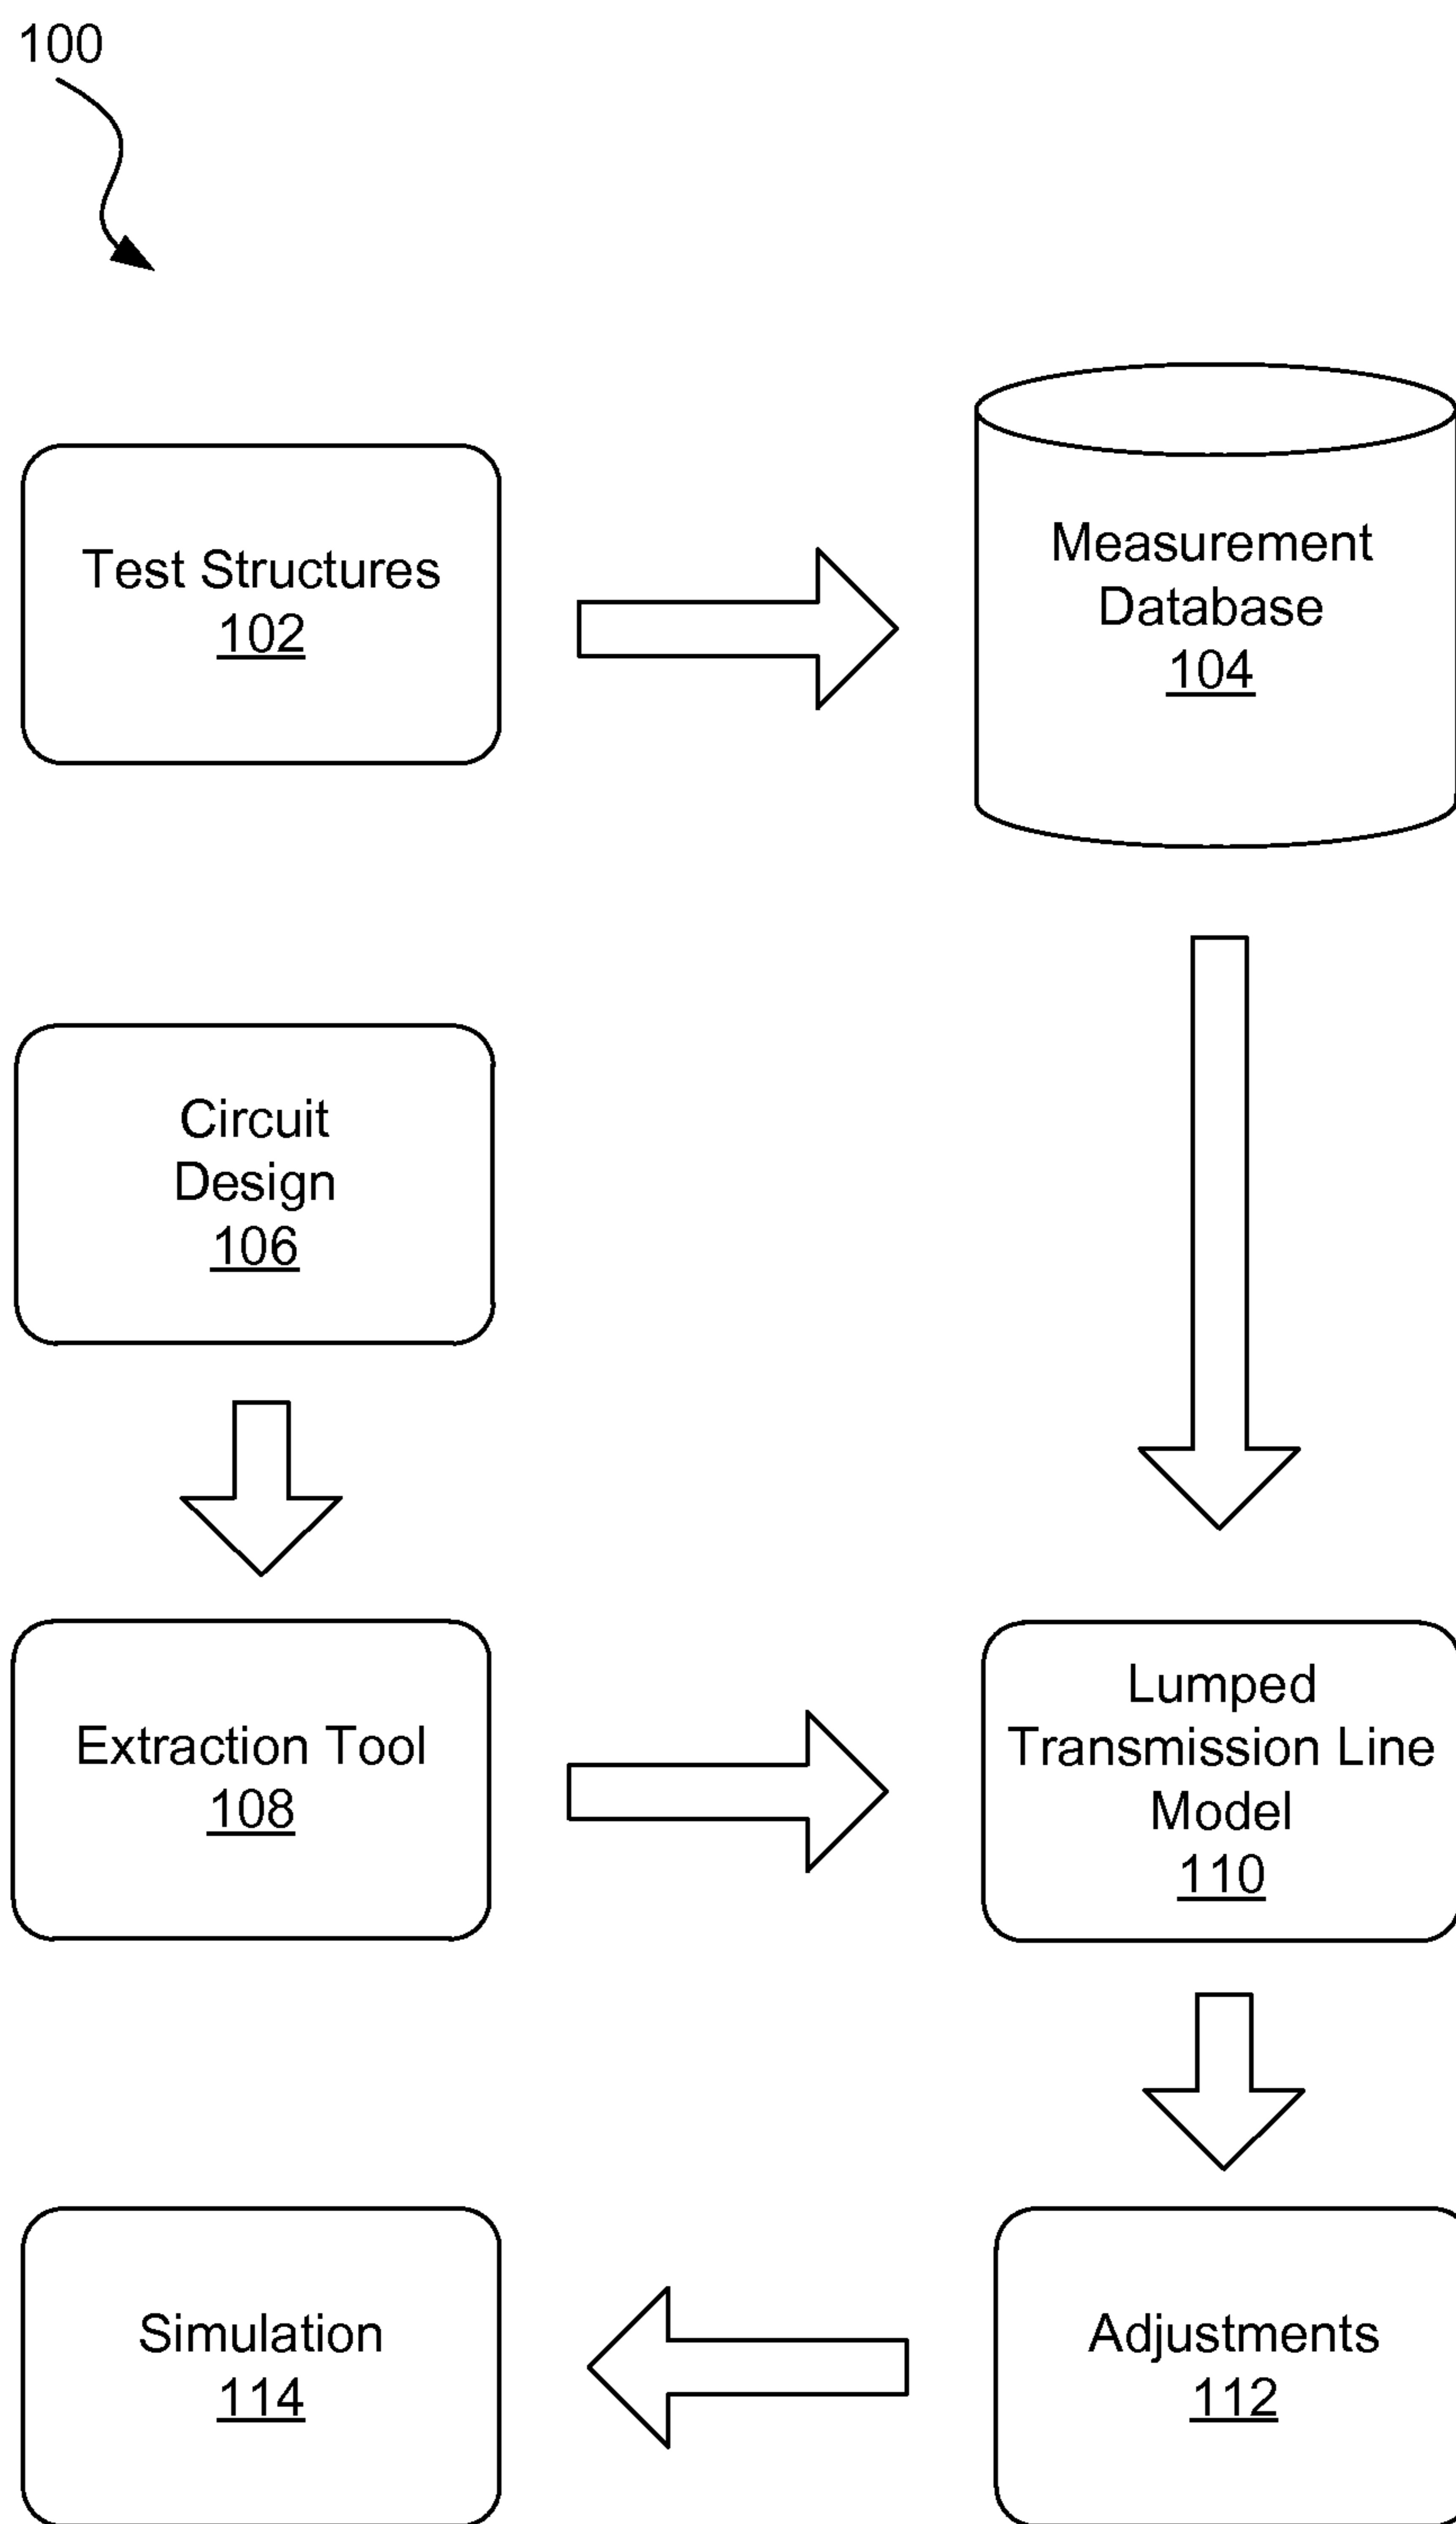 100
Test Structures
102
Measurement
Database
104
Circuit
Design
106
Extraction Tool
108
Lumped
Transmission Line
Model
110
Simulation
114
Adjustments
112